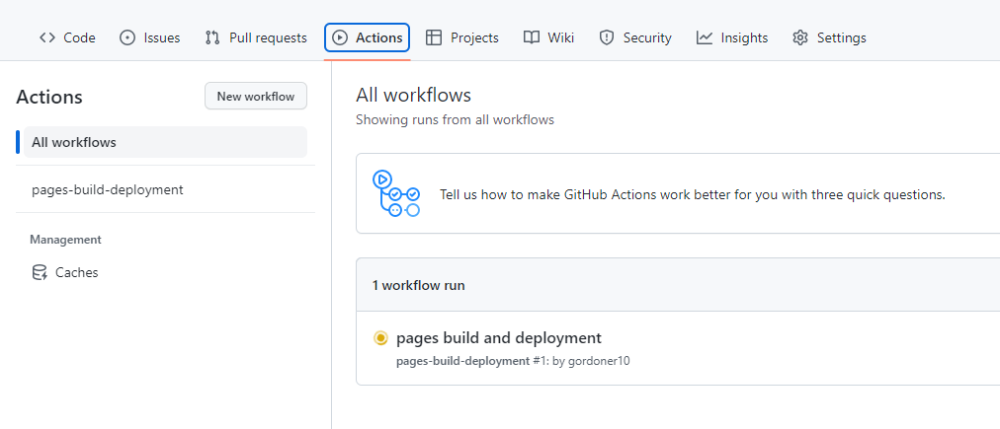 Code Issues Pull requests Actions Projects Wiki Security Insights Settings
Actions
New workflow
All workflows
pages-build-deployment
Management
Caches
All workflows
Showing runs from all workflows
Tell us how to make GitHub Actions work better for you with three quick questions.
1 workflow run
pages build and deployment
pages-build-deployment #1: by gordoner10